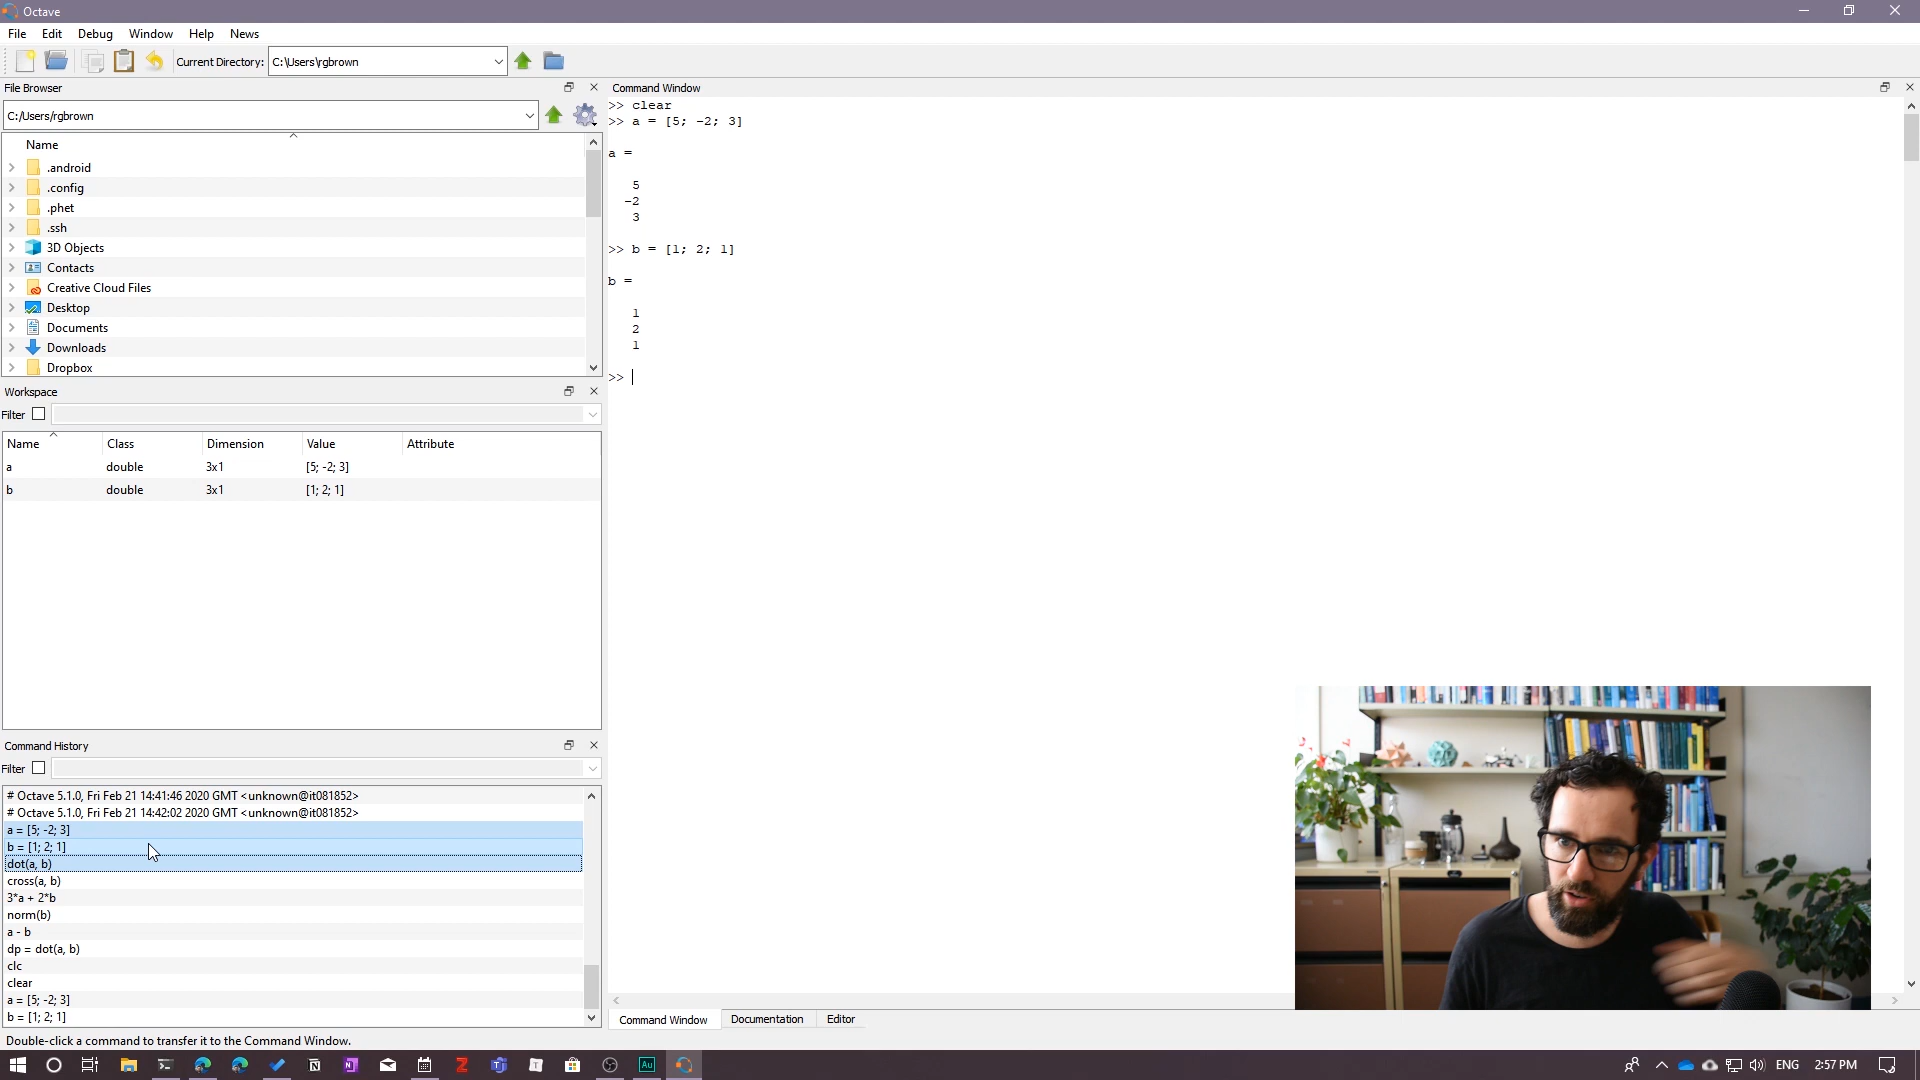 Octave
File Edit Debug Window Help News
Current Directory: C:\Users\rgbrown
File Browser
C:/Users/rgbrown
Name
.android
.config
.phet
.ssh
3D Objects
Contacts
Creative Cloud Files
Desktop
Documents
Downloads
Dropbox
Workspace
Filter
Name Class Dimension Value Attribute
a double 3x1 [5; -2; 3]
b double 3x1 [1; 2; 1]
Command History
Filter
# Octave 5.1.0, Fri Feb 21 14:41:46 2020 GMT <unknown@it081852>
# Octave 5.1.0, Fri Feb 21 14:42:02 2020 GMT <unknown@it081852>
a = [5; -2; 3]
b = [1; 2; 1]
dot(a, b)
cross(a, b)
3*a + 2*b
norm(b)
a - b
dp = dot(a, b)
clc
clear
a = [5; -2; 3]
b = [1; 2; 1]
Double-click a command to transfer it to the Command Window.
Command Window
>> clear
>> a = [5; -2; 3]
a =
5
-2
3
>> b = [1; 2; 1]
b =
1
2
1
>>
Command Window Documentation Editor
Au
ENG 2:57 PM